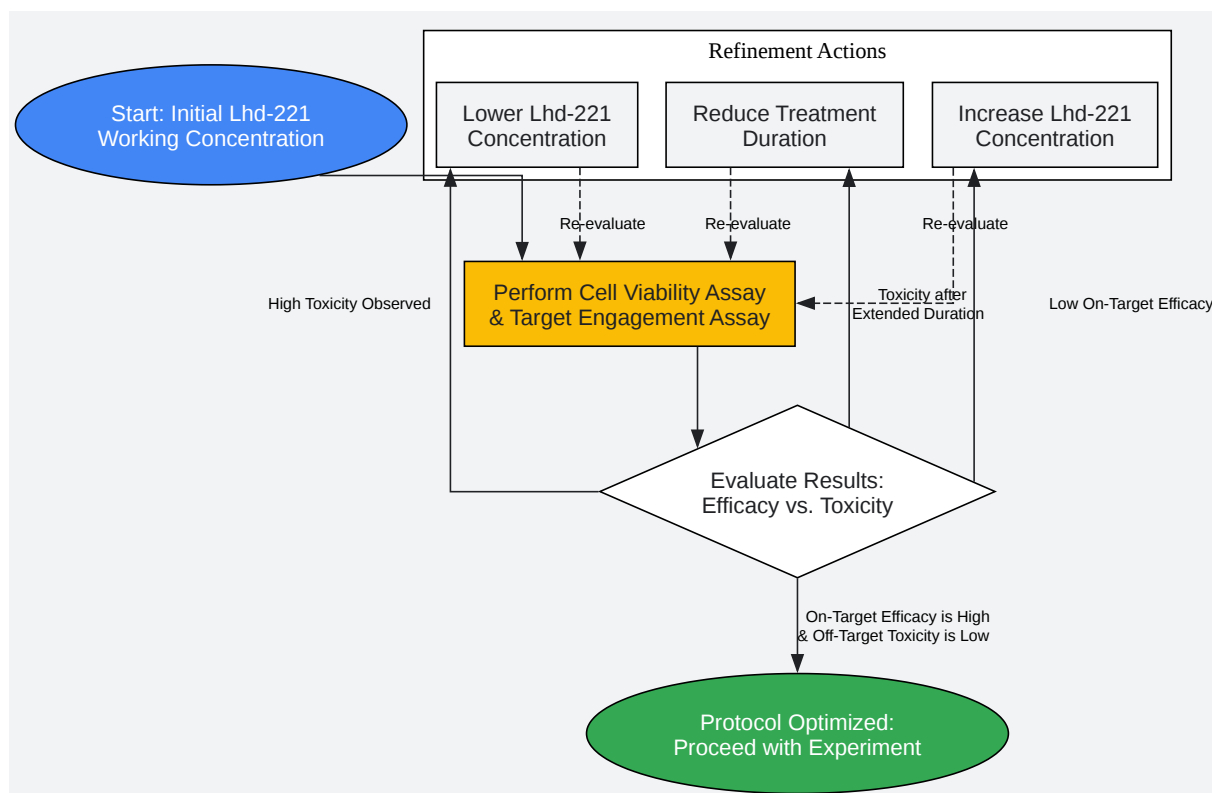 Refinement Actions
Start: Initial Lhd-221
Working Concentration
Lower Lhd-221
Concentration
Reduce Treatment
Duration
Increase Lhd-221
Concentration
Re-evaluate
Re-evaluate
Re-evaluate
High Toxicity Observed
Perform Cell Viability Assay
& Target Engagement Assay
Toxicity after
Extended Duration
Low On-Target Efficacy
Evaluate Results:
Efficacy vs. Toxicity
On-Target Efficacy is High
& Off-Target Toxicity is Low
Protocol Optimized:
Proceed with Experiment